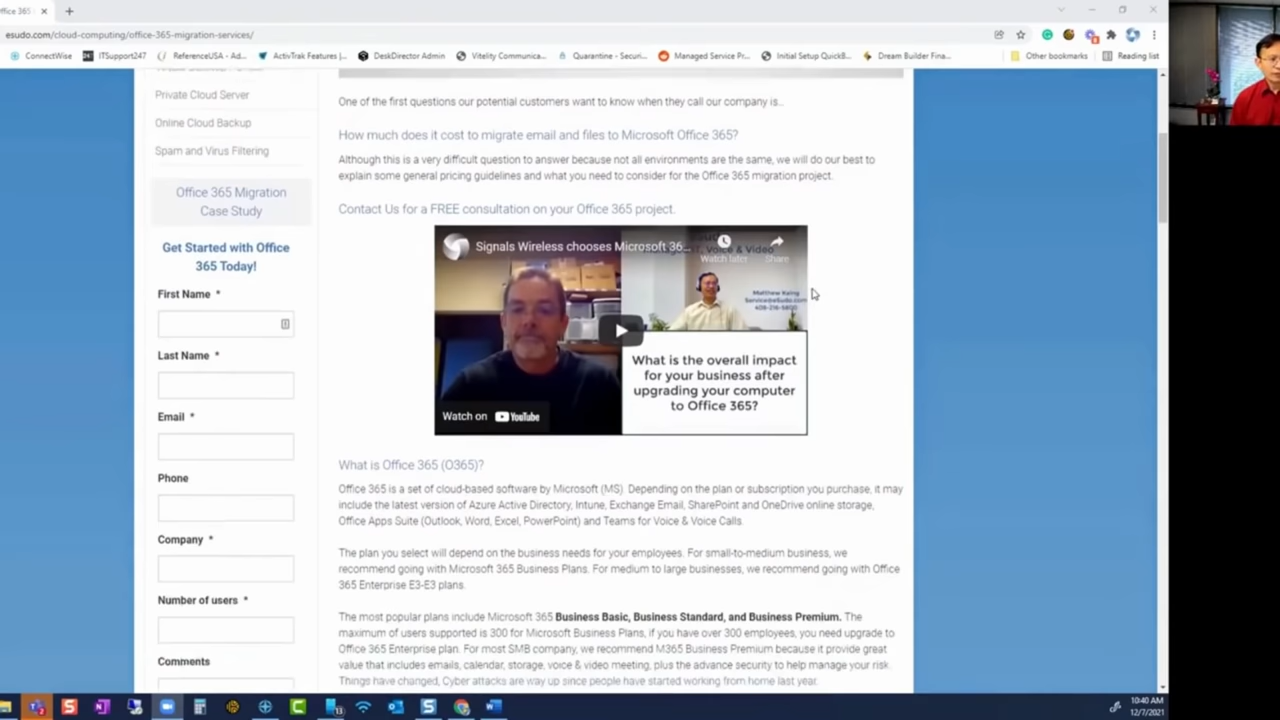 ffice 365
esudo.com/cloud-computing/office-365-migration-services/
ConnectWise
ITSupport247
ReferenceUSA - Ad...
ActivTrak Features |...
DeskDirector Admin
Vitelity Communica...
Quarantine - Securi...
Managed Service Pr...
Initial Setup QuickB...
Dream Builder Fina...
Other bookmarks
Reading list
Private Cloud Server
Online Cloud Backup
Spam and Virus Filtering
Office 365 Migration
Case Study
Get Started with Office
365 Today!
First Name *
Last Name *
Email *
Phone
Company *
Number of users *
Comments
One of the first questions our potential customers want to know when they call our company is...
How much does it cost to migrate email and files to Microsoft Office 365?
Although this is a very difficult question to answer because not all environments are the same, we will do our best to
explain some general pricing guidelines and what you need to consider for the Office 365 migration project.
Contact Us for a FREE consultation on your Office 365 project.
Signals Wireless chooses Microsoft 36...
Voice & Video
Watch later
Share
Matthew Kaing
Service@eSudo.com
408-216-5800
What is the overall impact
for your business after
upgrading your computer
to Office 365?
Watch on YouTube
What is Office 365 (O365)?
Office 365 is a set of cloud-based software by Microsoft (MS). Depending on the plan or subscription you purchase, it may
include the latest version of Azure Active Directory, Intune, Exchange Email, SharePoint and OneDrive online storage,
Office Apps Suite (Outlook, Word, Excel, PowerPoint) and Teams for Voice & Voice Calls.
The plan you select will depend on the business needs for your employees. For small-to-medium business, we
recommend going with Microsoft 365 Business Plans. For medium to large businesses, we recommend going with Office
365 Enterprise E3-E3 plans.
The most popular plans include Microsoft 365 Business Basic, Business Standard, and Business Premium. The
maximum of users supported is 300 for Microsoft Business Plans, if you have over 300 employees, you need upgrade to
Office 365 Enterprise plan. For most SMB company, we recommend M365 Business Premium because it provide great
value that includes emails, calendar, storage, voice & video meeting, plus the advance security to help manage your risk.
Things have changed, Cyber attacks are way up since people have started working from home last year.
10:40 AM
12/7/2021